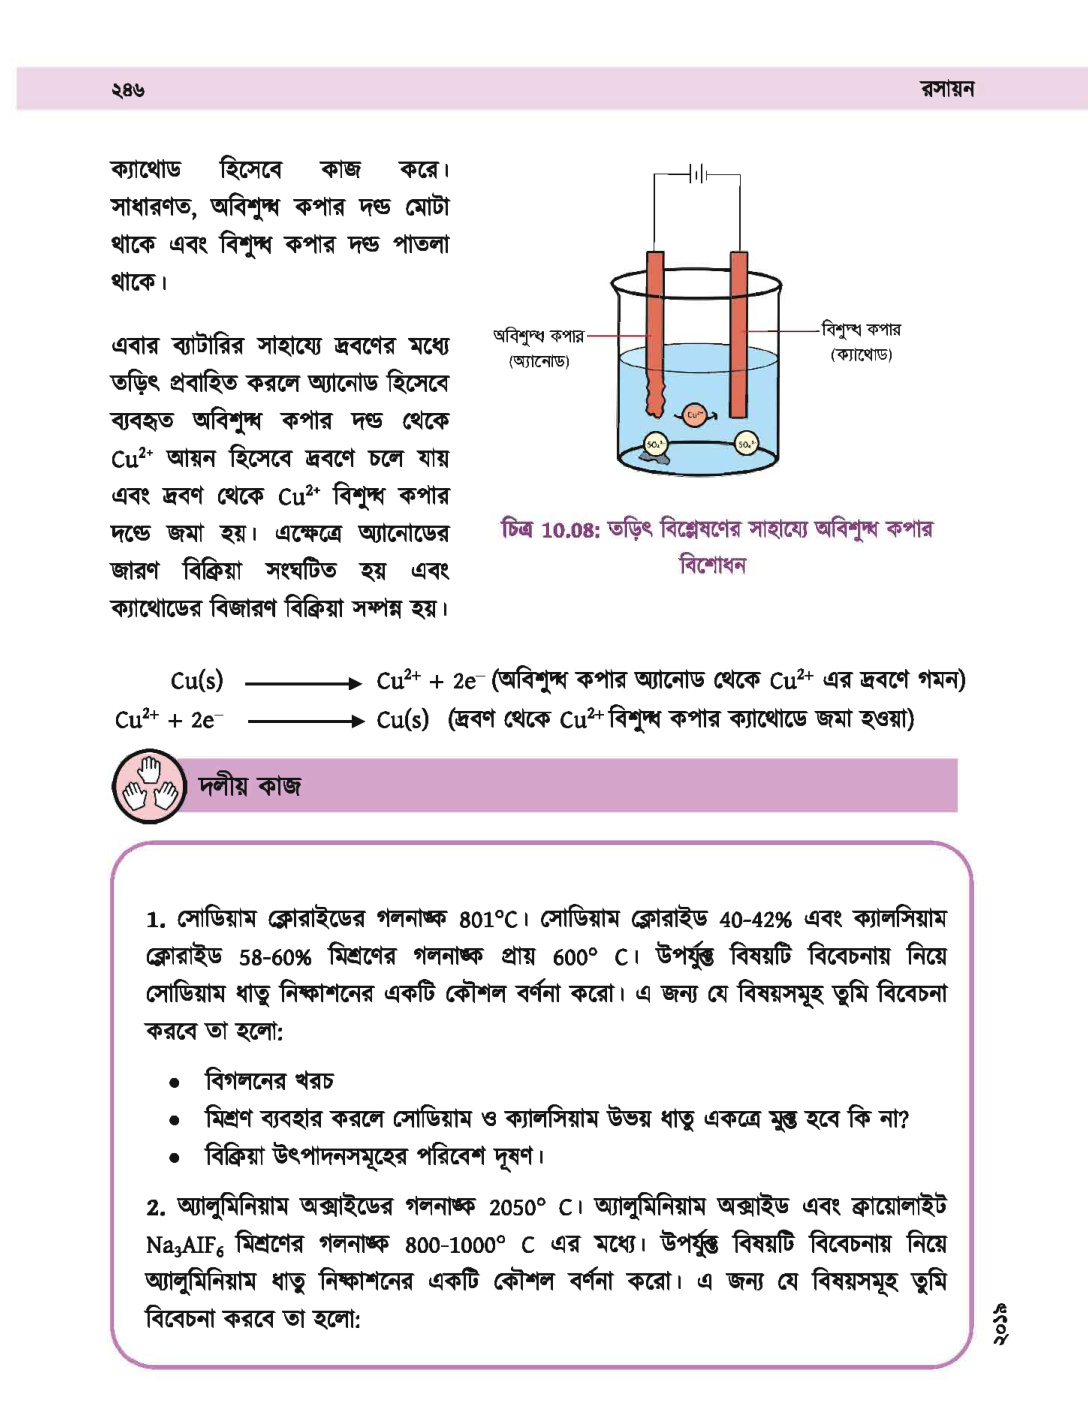 ২৪৬
রসায়ন
ক্যাথোড হিসেবে কাজ করে।
সাধারণত, অবিশুদ্ধ কপার দণ্ড মোটা
থাকে এবং বিশুদ্ধ কপার দণ্ড পাতলা
থাকে।
এবার ব্যাটারির সাহায্যে দ্রবণের মধ্যে
তড়িৎ প্রবাহিত করলে অ্যানোড হিসেবে
ব্যবহৃত অবিশুদ্ধ কপার দণ্ড থেকে
Cu²⁺ আয়ন হিসেবে দ্রবণে চলে যায়
এবং দ্রবণ থেকে Cu²⁺ বিশুদ্ধ কপার
দণ্ডে জমা হয়। এক্ষেত্রে অ্যানোডের
জারণ বিক্রিয়া সংঘটিত হয় এবং
ক্যাথোডের বিজারণ বিক্রিয়া সম্পন্ন হয়।
অবিশুদ্ধ কপার
(অ্যানোড)
বিশুদ্ধ কপার
(ক্যাথোড)
Cu²⁺
SO₄²⁻
SO₄²⁻
চিত্র 10.08: তড়িৎ বিশ্লেষণের সাহায্যে অবিশুদ্ধ কপার
বিশোধন
Cu(s) ⟶ Cu²⁺ + 2e⁻ (অবিশুদ্ধ কপার অ্যানোড থেকে Cu²⁺ এর দ্রবণে গমন)
Cu²⁺ + 2e⁻ ⟶ Cu(s) (দ্রবণ থেকে Cu²⁺ বিশুদ্ধ কপার ক্যাথোডে জমা হওয়া)
দলীয় কাজ
1. সোডিয়াম ক্লোরাইডের গলনাঙ্ক 801°C। সোডিয়াম ক্লোরাইড 40-42% এবং ক্যালসিয়াম
ক্লোরাইড 58-60% মিশ্রণের গলনাঙ্ক প্রায় 600° C। উপর্যুক্ত বিষয়টি বিবেচনায় নিয়ে
সোডিয়াম ধাতু নিষ্কাশনের একটি কৌশল বর্ণনা করো। এ জন্য যে বিষয়সমূহ তুমি বিবেচনা
করবে তা হলো:
• বিগলনের খরচ
• মিশ্রণ ব্যবহার করলে সোডিয়াম ও ক্যালসিয়াম উভয় ধাতু একত্রে মুক্ত হবে কি না?
• বিক্রিয়া উৎপাদনসমূহের পরিবেশ দূষণ।
2. অ্যালুমিনিয়াম অক্সাইডের গলনাঙ্ক 2050° C। অ্যালুমিনিয়াম অক্সাইড এবং ক্রায়োলাইট
Na₃AlF₆ মিশ্রণের গলনাঙ্ক 800-1000° C এর মধ্যে। উপর্যুক্ত বিষয়টি বিবেচনায় নিয়ে
অ্যালুমিনিয়াম ধাতু নিষ্কাশনের একটি কৌশল বর্ণনা করো। এ জন্য যে বিষয়সমূহ তুমি
বিবেচনা করবে তা হলো:
২০১৯